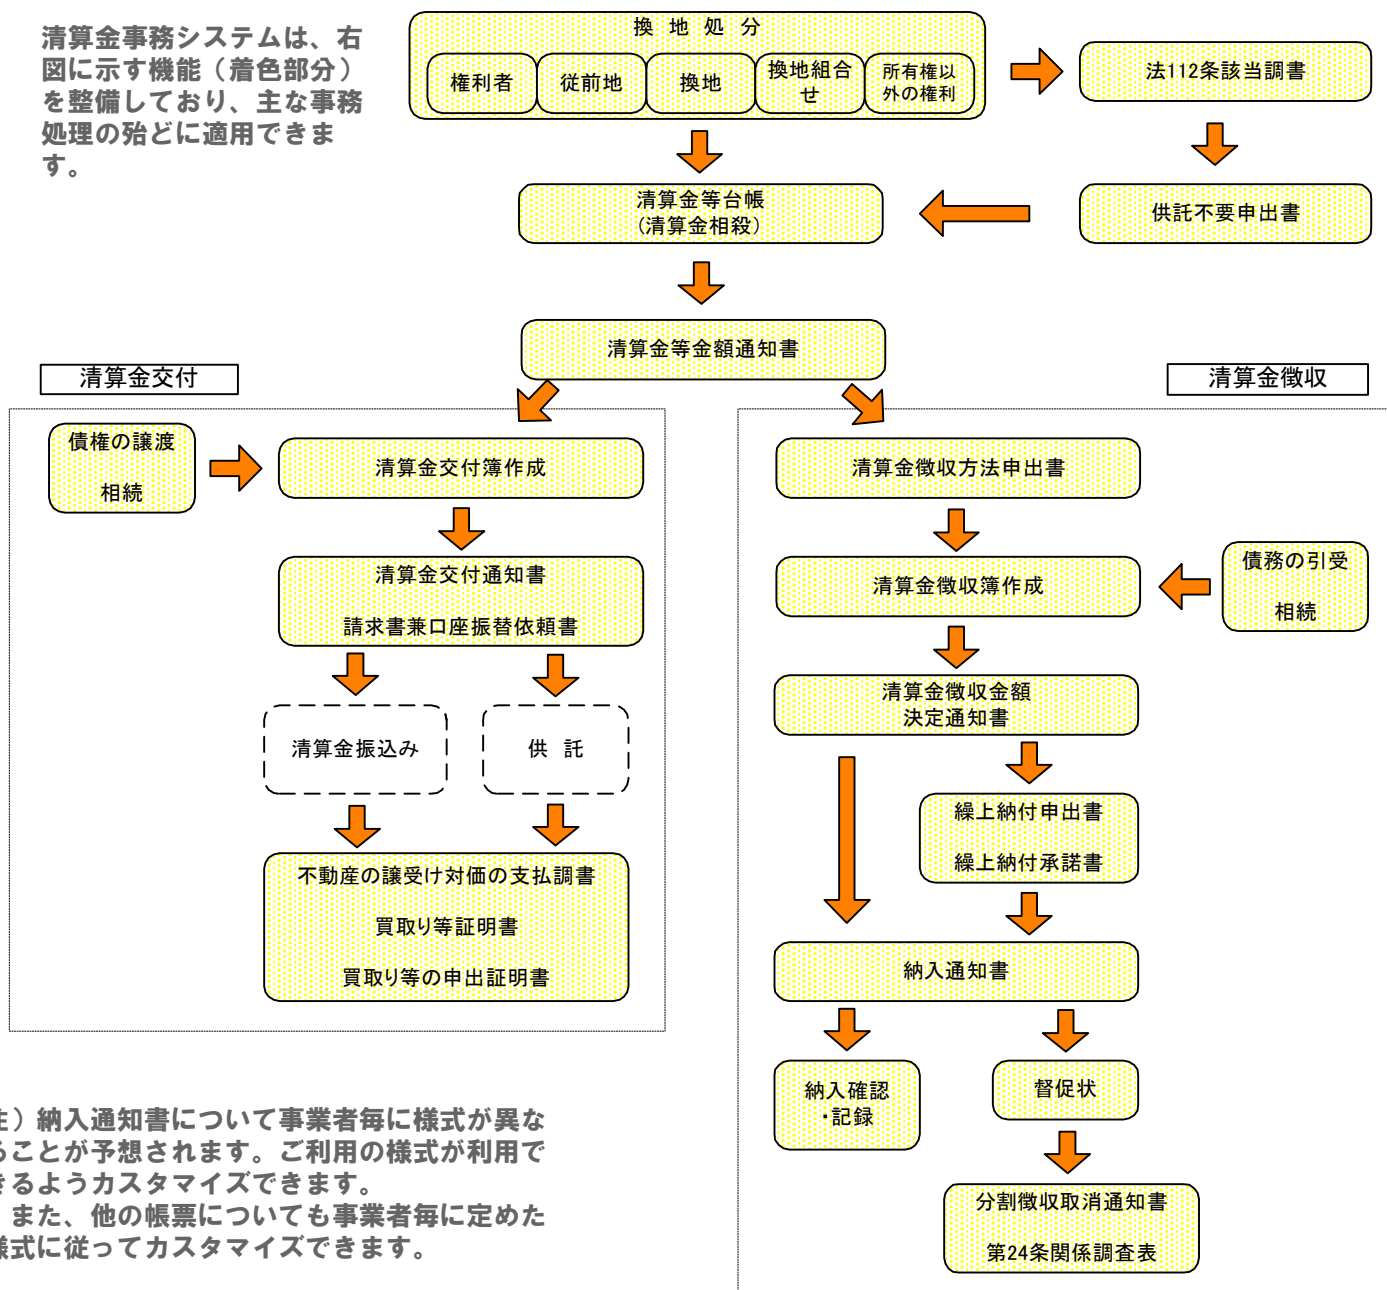 清算金事務システムは、右
図に示す機能（着色部分）
を整備しており、主な事務
処理の殆どに適用できま
す。
換 地 処 分
権利者
従前地
換地
換地組合
せ
所有権以
外の権利
法112条該当調書
清算金等台帳
(清算金相殺)
供託不要申出書
清算金等金額通知書
清算金交付
清算金徴収
債権の譲渡
相続
清算金交付簿作成
清算金交付通知書
請求書兼口座振替依頼書
清算金振込み
供 託
不動産の譲受け対価の支払調書
買取り等証明書
買取り等の申出証明書
清算金徴収方法申出書
清算金徴収簿作成
債務の引受
相続
清算金徴収金額
決定通知書
繰上納付申出書
繰上納付承諾書
納入通知書
納入確認
・記録
督促状
分割徴収取消通知書
第24条関係調査表
注）納入通知書について事業者毎に様式が異な
ることが予想されます。ご利用の様式が利用で
きるようカスタマイズできます。
また、他の帳票についても事業者毎に定めた
様式に従ってカスタマイズできます。